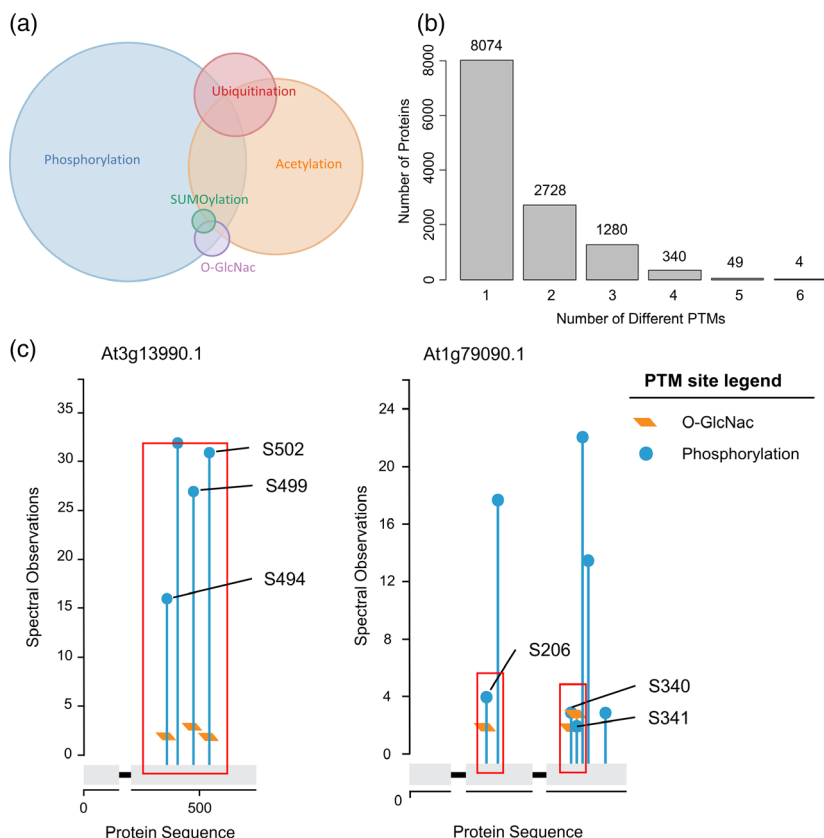 (a)
Ubiquitination
Phosphorylation
Acetylation
SUMOylation
O-GlcNac
(b)
Number of Proteins
8000
6000
4000
2000
0
8074
2728
1280
340
49
4
1
2
3
4
5
6
Number of Different PTMs
(c)
At3g13990.1
Spectral Observations
35
30
25
20
15
10
5
0
S502
S499
S494
0
500
Protein Sequence
At1g79090.1
Spectral Observations
24
20
16
12
8
4
0
S206
S340
S341
0
Protein Sequence
PTM site legend
O-GlcNac
Phosphorylation